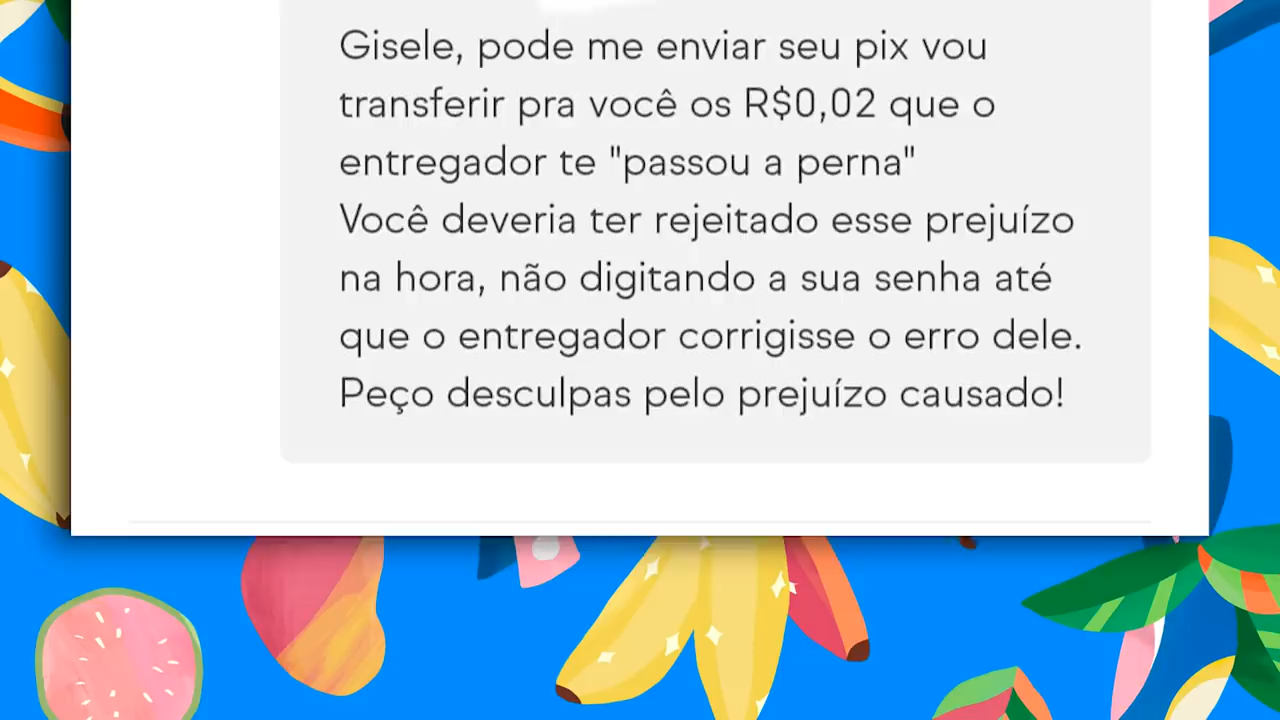 Gisele, pode me enviar seu pix vou
transferir pra você os R$0,02 que o
entregador te "passou a perna"
Você deveria ter rejeitado esse prejuízo
na hora, não digitando a sua senha até
que o entregador corrigisse o erro dele.
Peço desculpas pelo prejuízo causado!